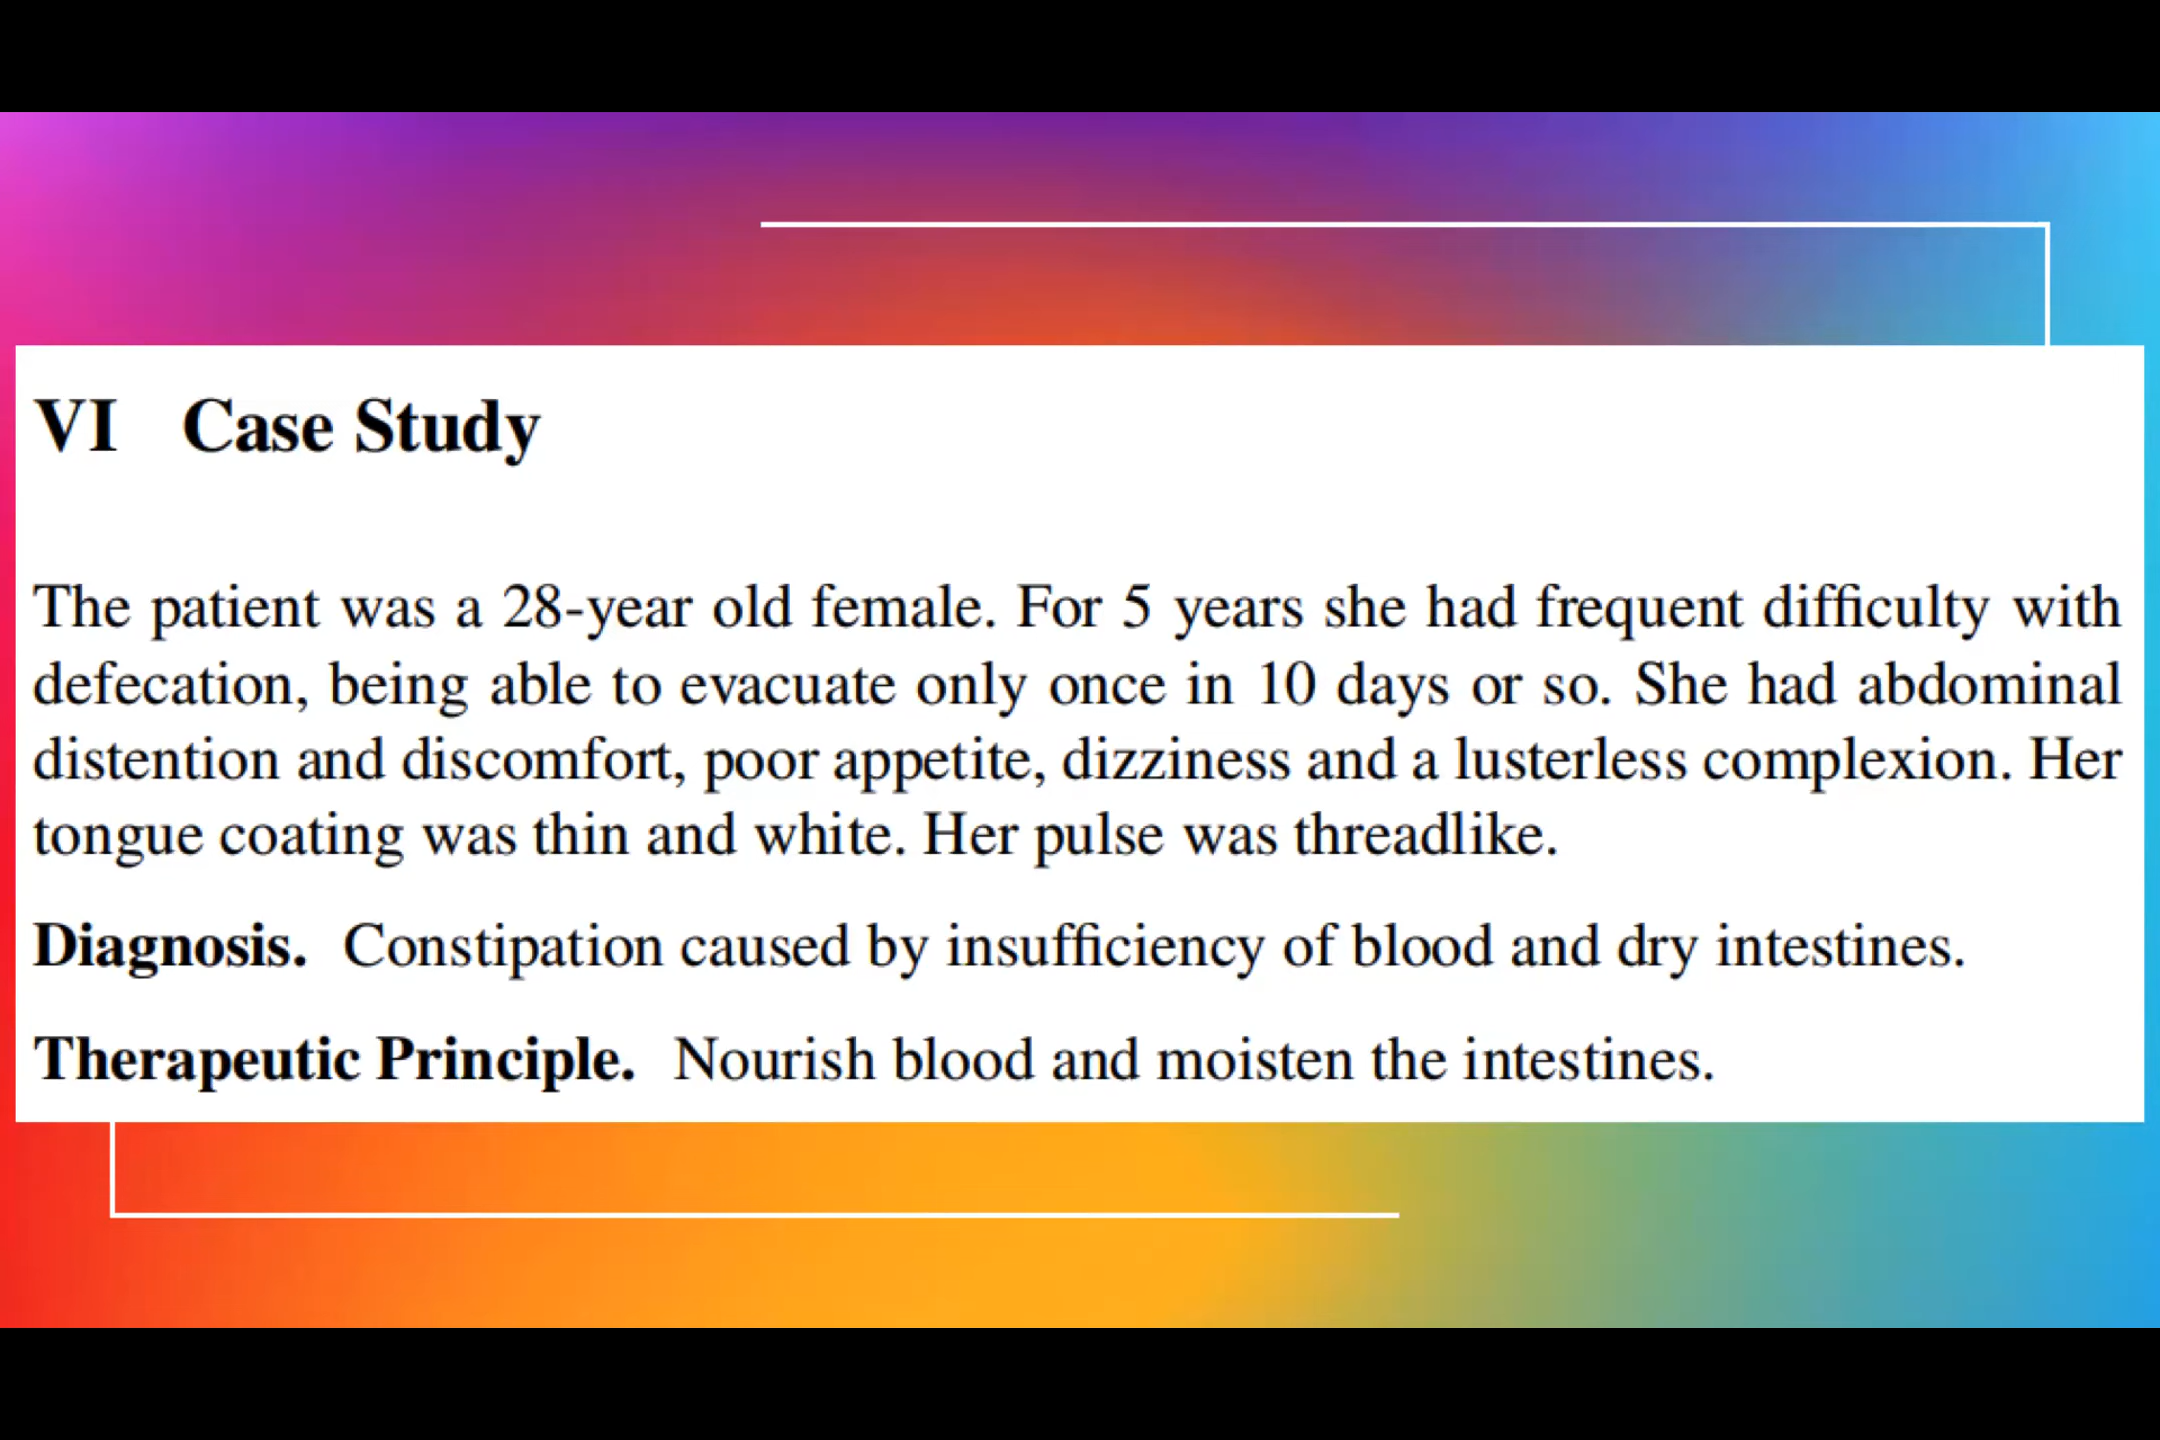 VI Case Study
The patient was a 28-year old female. For 5 years she had frequent difficulty with
defecation, being able to evacuate only once in 10 days or so. She had abdominal
distention and discomfort, poor appetite, dizziness and a lusterless complexion. Her
tongue coating was thin and white. Her pulse was threadlike.
Diagnosis. Constipation caused by insufficiency of blood and dry intestines.
Therapeutic Principle. Nourish blood and moisten the intestines.